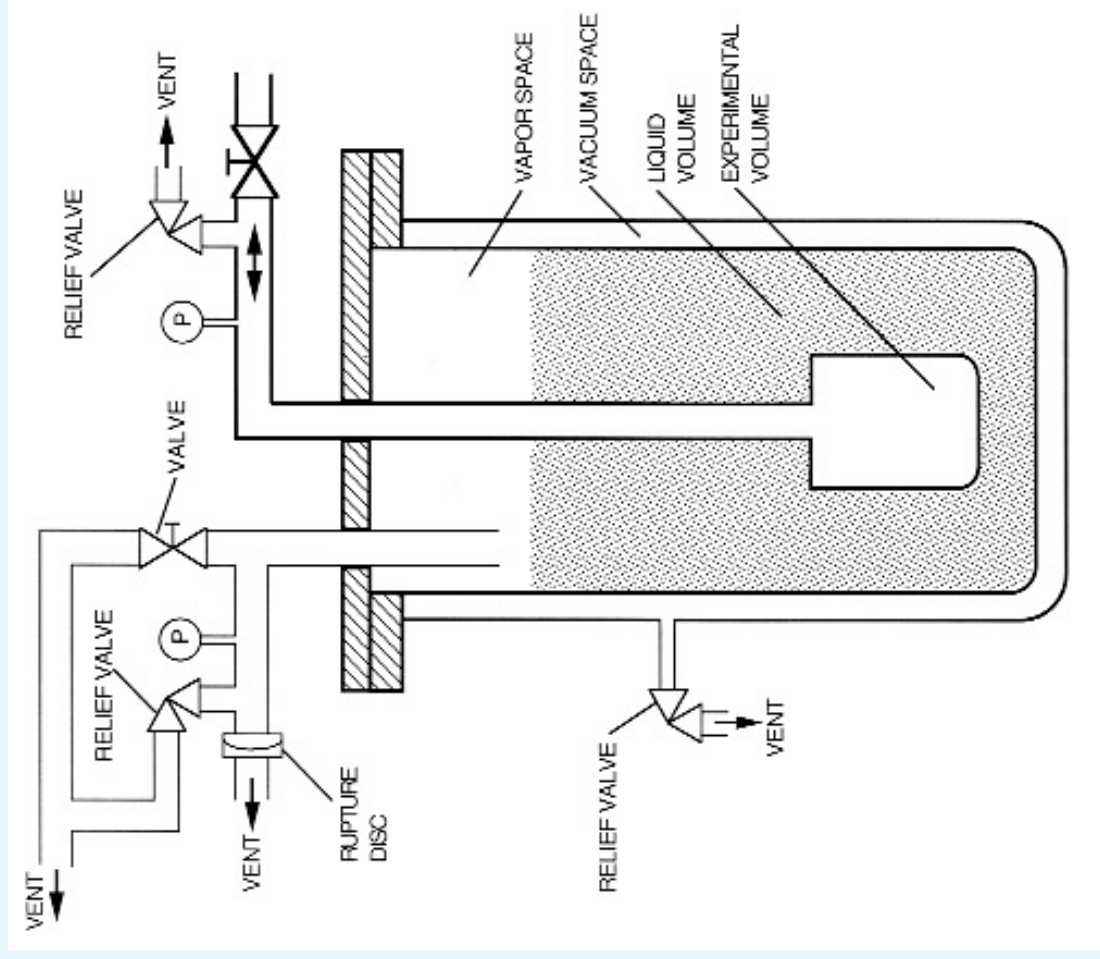 VENT
RELIEF VALVE
P
VALVE
VENT
RELIEF VALVE
P
VENT
RUPTURE
DISC
VAPOR SPACE
VACUUM SPACE
LIQUID
VOLUME
EXPERIMENTAL
VOLUME
RELIEF VALVE
VENT